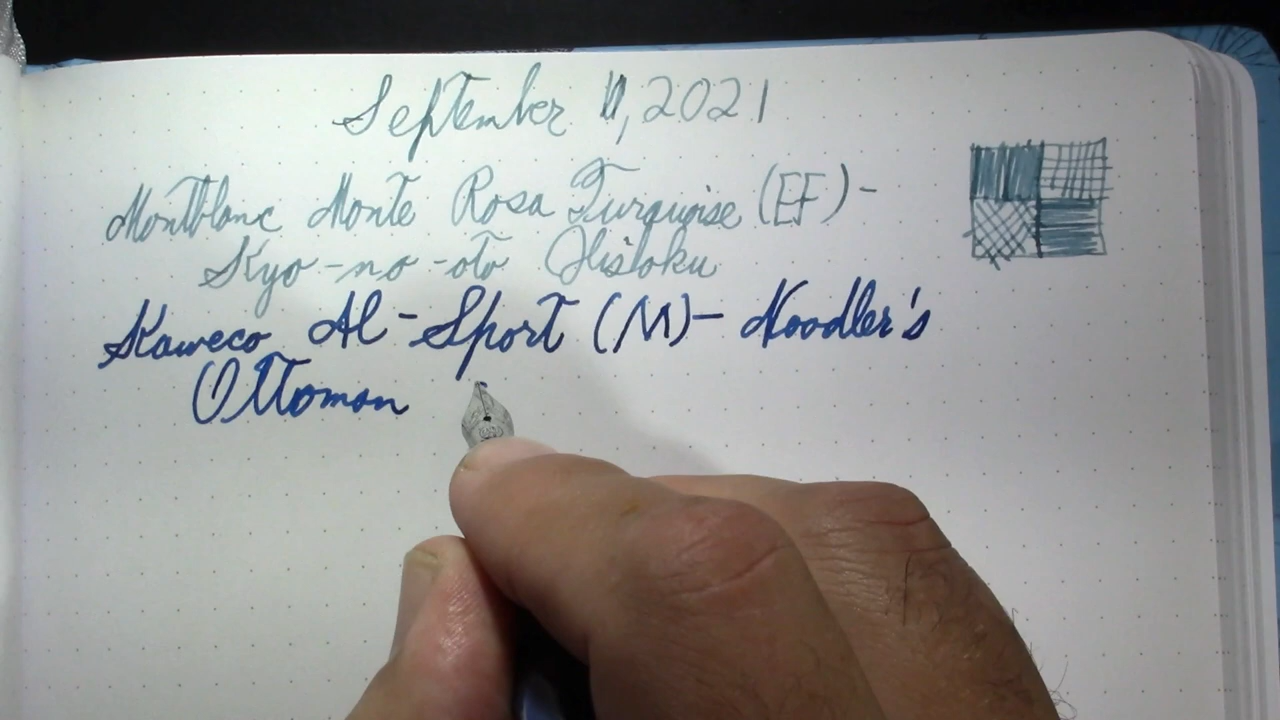 September 11, 2021
Montblanc Monte Rosa Turquoise (EF) -
Kyo-no-oto Hisoku
Kaweco Al-Sport (M) - Noodler's
Ottoman